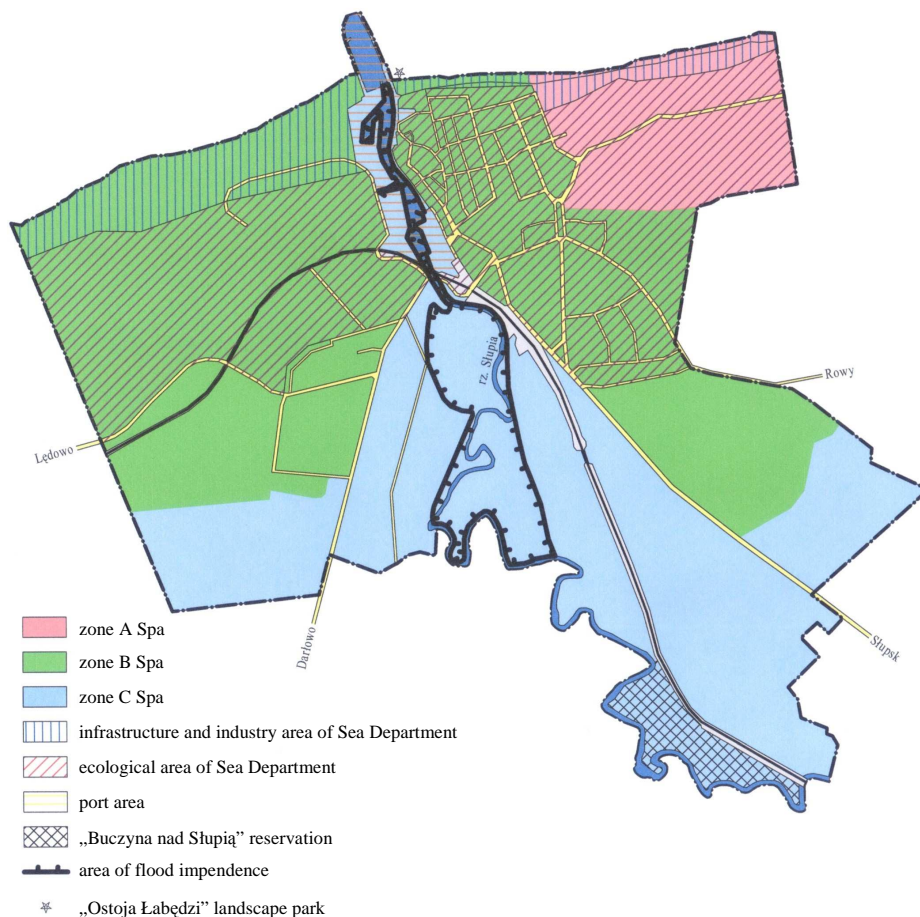 rz. Słupia
Rowy
Lędowo
zone A Spa
Darłowo
Słupsk
zone B Spa
zone C Spa
infrastructure and industry area of Sea Department
ecological area of Sea Department
port area
„Buczyna nad Słupią” reservation
area of flood impendence
„Ostoja Łabędzi” landscape park